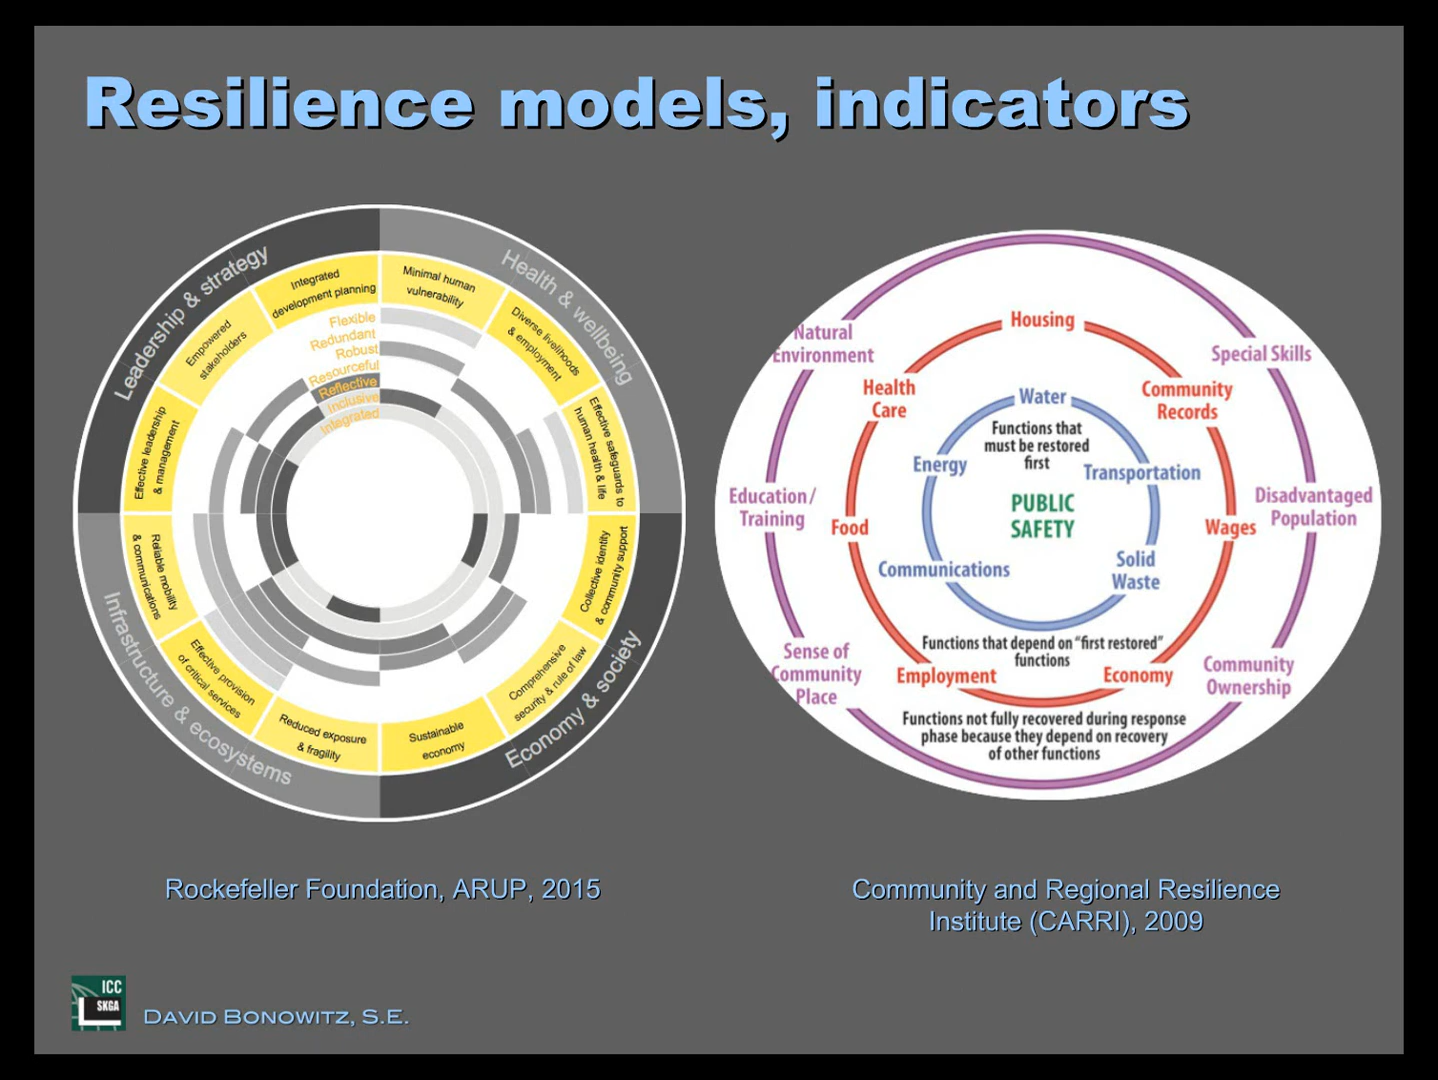 Resilience models, indicators
Leadership & strategy
Health & wellbeing
Economy & society
Infrastructure & ecosystems
Integrated
development planning
Minimal human
vulnerability
Diverse livelihoods
& employment
Effective safeguards to
human health & life
Collective identity
& community support
Comprehensive
security & rule of law
Sustainable
economy
Reduced exposure
& fragility
Effective provision
of critical services
Reliable mobility
& communications
Effective leadership
& management
Empowered
stakeholders
Flexible
Redundant
Robust
Resourceful
Reflective
Inclusive
Integrated
Rockefeller Foundation, ARUP, 2015
Natural
Environment
Special Skills
Education/
Training
Disadvantaged
Population
Sense of
Community
Place
Community
Ownership
Housing
Health
Care
Community
Records
Food
Wages
Employment
Economy
Water
Energy
Transportation
Communications
Solid
Waste
Functions that
must be restored
first
PUBLIC
SAFETY
Functions that depend on “first restored”
functions
Functions not fully recovered during response
phase because they depend on recovery
of other functions
Community and Regional Resilience
Institute (CARRI), 2009
ICC
SKGA
DAVID BONOWITZ, S.E.